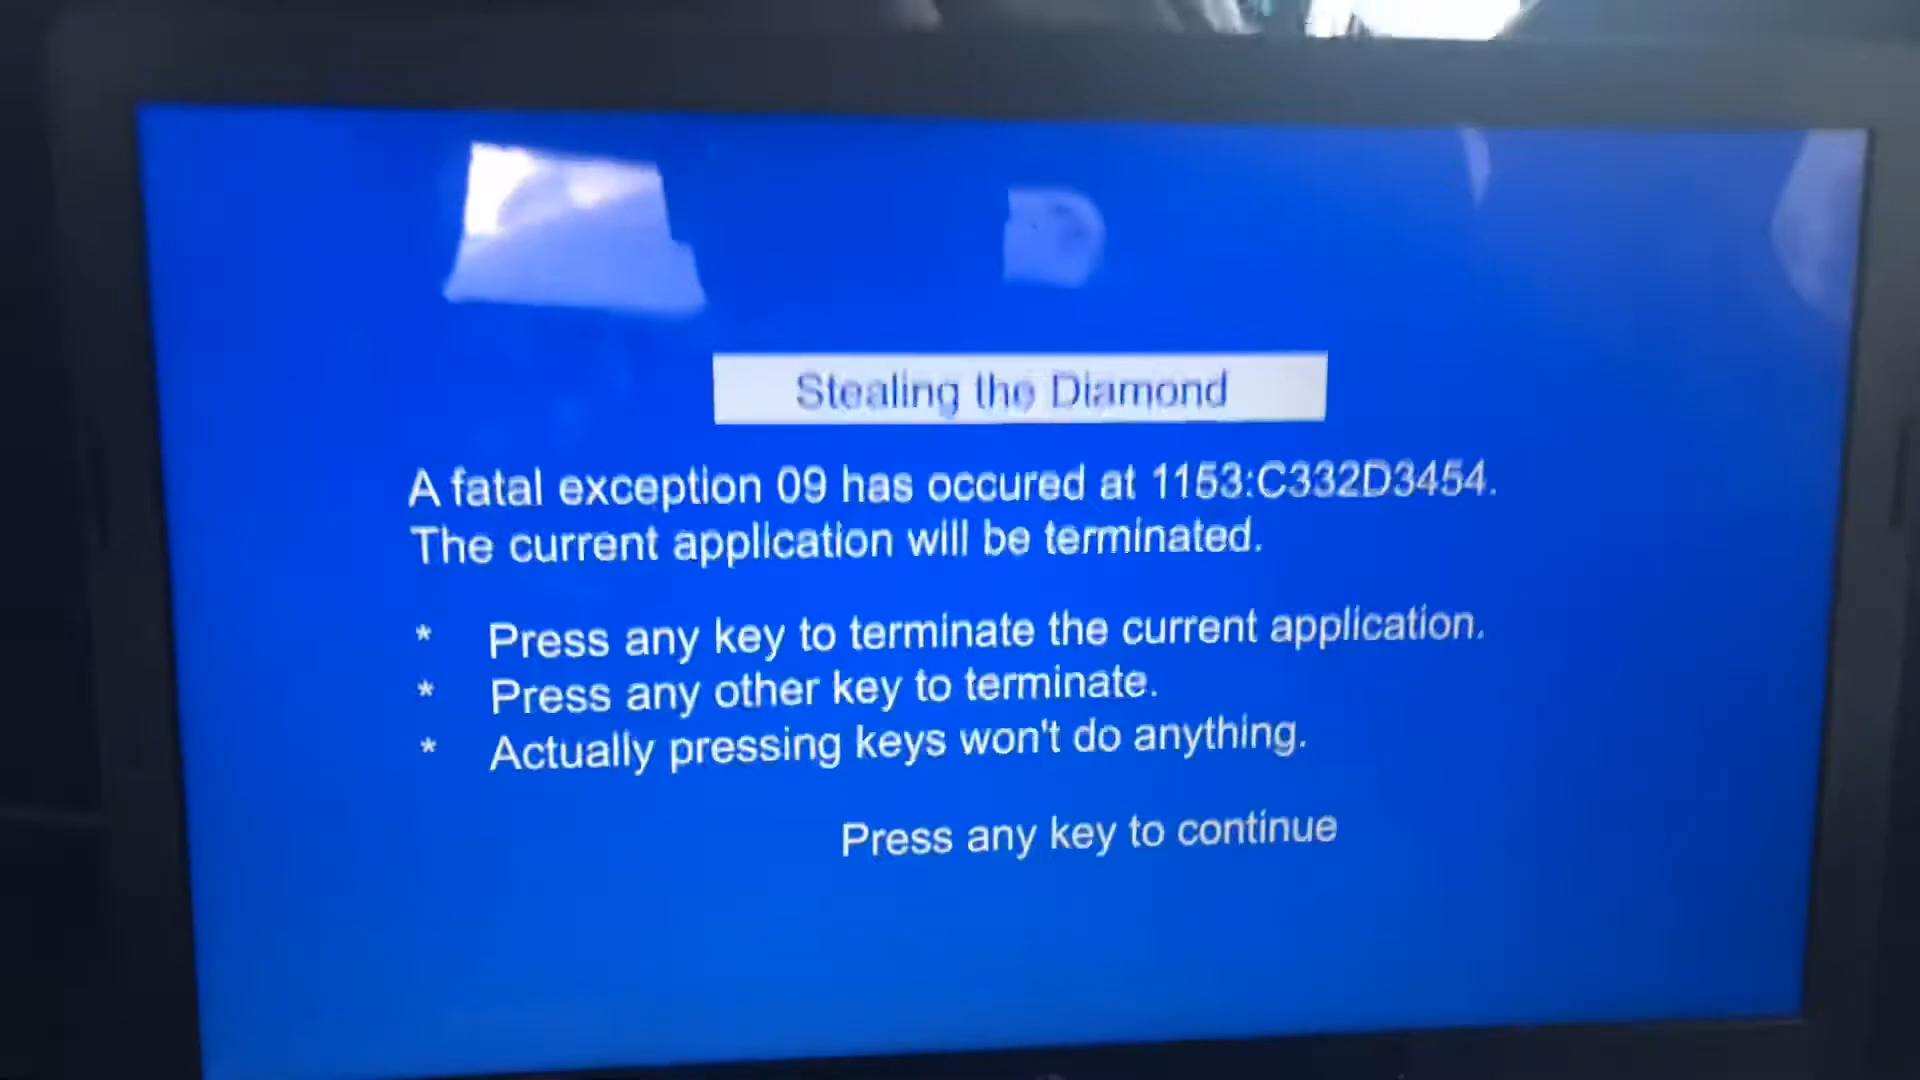 Stealing the Diamond
A fatal exception 09 has occured at 1153:C332D3454.
The current application will be terminated.
* Press any key to terminate the current application.
* Press any other key to terminate.
* Actually pressing keys won't do anything.
Press any key to continue